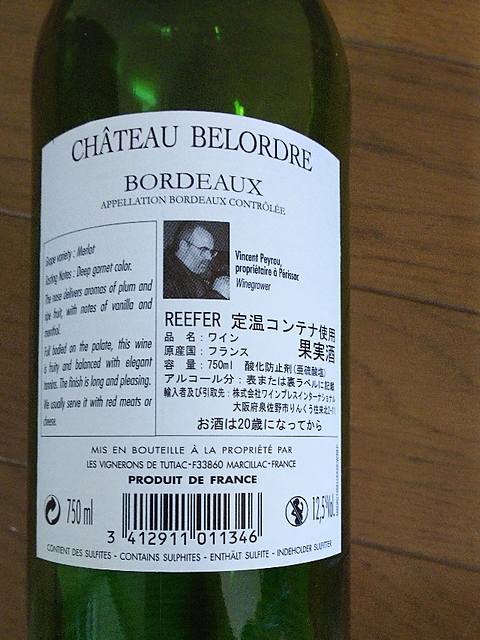 CHÂTEAU BELORDRE
BORDEAUX
APPELLATION BORDEAUX CONTRÔLÉE
Grape variety : Merlot
Tasting Notes : Deep garnet color.
The nose delivers aromas of plum and
ripe fruit, with notes of vanilla and
menthol.
Full bodied on the palate, this wine
is fruity and balanced with elegant
tannins. The finish is long and pleasing.
We usually serve it with red meats or
cheese.
Vincent Peyrou,
propriétaire à Périssac
Winegrower
REEFER 定温コンテナ使用
品 名：ワイン 果実酒
原産国：フランス
容 量：750ml 酸化防止剤(亜硫酸塩)
アルコール分：表または裏ラベルに記載
輸入者及び引取先：株式会社ワインプレスインターナショナル
大阪府泉佐野市りんくう往来北
お酒は20歳になってから
MIS EN BOUTEILLE À LA PROPRIÉTÉ PAR
LES VIGNERONS DE TUTIAC-F33860 MARCILLAC-FRANCE
PRODUIT DE FRANCE
750 ml
12,5%
3 412911 011346
CONTENT DES SULFITES - CONTAINS SULPHITES - ENTHÄLT SULFITE - INDEHOLDER SULFITTER